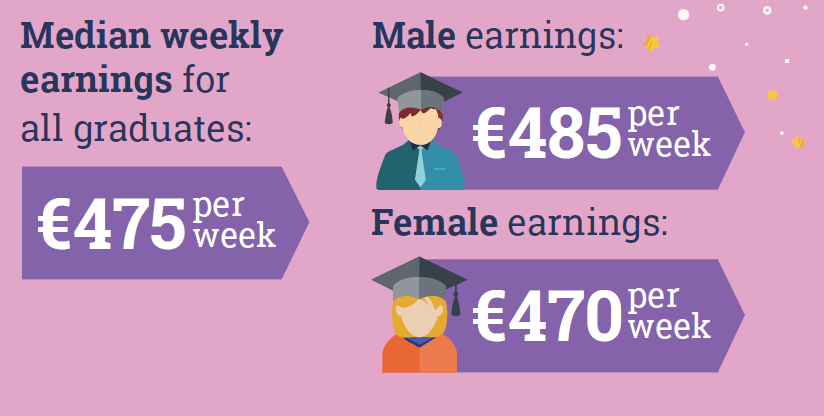 Median weekly
earnings for
all graduates:
€475 per week
Male earnings:
€485 per week
Female earnings:
€470 per week